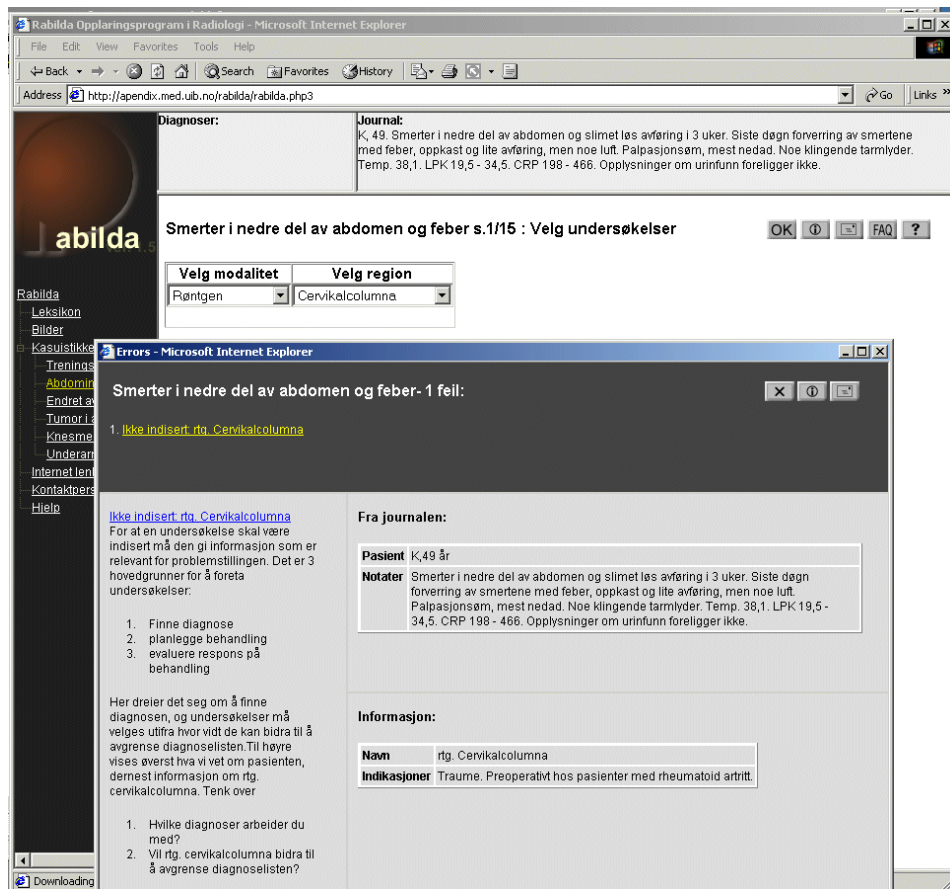 Rabilda Opplaringsprogram i Radiologi - Microsoft Internet Explorer
File Edit View Favorites Tools Help
Back Search Favorites History
Address http://apendix.med.uib.no/rabilda/rabilda.php3 Go Links »
Diagnoser:
Journal:
K, 49. Smerter i nedre del av abdomen og slimet løs avføring i 3 uker. Siste døgn forverring av smertene
med feber, oppkast og lite avføring, men noe luft. Palpasjonsøm, mest nedad. Noe klingende tarmlyder.
Temp. 38,1. LPK 19,5 - 34,5. CRP 198 - 466. Opplysninger om urinfunn foreligger ikke.
abilda
Smerter i nedre del av abdomen og feber s.1/15 : Velg undersøkelser
OK FAQ ?
Velg modalitet Velg region
Røntgen Cervikalcolumna
Rabilda
Leksikon
Bilder
Kasuistikke
Trenings
Abdomin
Endret av
Tumor i a
Knesme
Underarr
Internet lenl
Kontaktpers
Hjelp
Errors - Microsoft Internet Explorer
Smerter i nedre del av abdomen og feber- 1 feil:
1. Ikke indisert: rtg. Cervikalcolumna
Ikke indisert: rtg. Cervikalcolumna
For at en undersøkelse skal være
indisert må den gi informasjon som er
relevant for problemstillingen. Det er 3
hovedgrunner for å foreta
undersøkelser:
1. Finne diagnose
2. planlegge behandling
3. evaluere respons på
behandling
Her dreier det seg om å finne
diagnosen, og undersøkelser må
velges utifra hvor vidt de kan bidra til å
avgrense diagnoselisten.Til høyre
vises øverst hva vi vet om pasienten,
dernest informasjon om rtg.
cervikalcolumna. Tenk over
1. Hvilke diagnoser arbeider du
med?
2. Vil rtg. cervikalcolumna bidra til
å avgrense diagnoselisten?
Fra journalen:
Pasient K,49 år
Notater Smerter i nedre del av abdomen og slimet løs avføring i 3 uker. Siste døgn
forverring av smertene med feber, oppkast og lite avføring, men noe luft.
Palpasjonsøm, mest nedad. Noe klingende tarmlyder. Temp. 38,1. LPK 19,5 -
34,5. CRP 198 - 466. Opplysninger om urinfunn foreligger ikke.
Informasjon:
Navn rtg. Cervikalcolumna
Indikasjoner Traume. Preoperativt hos pasienter med rheumatoid artritt.
Downloading